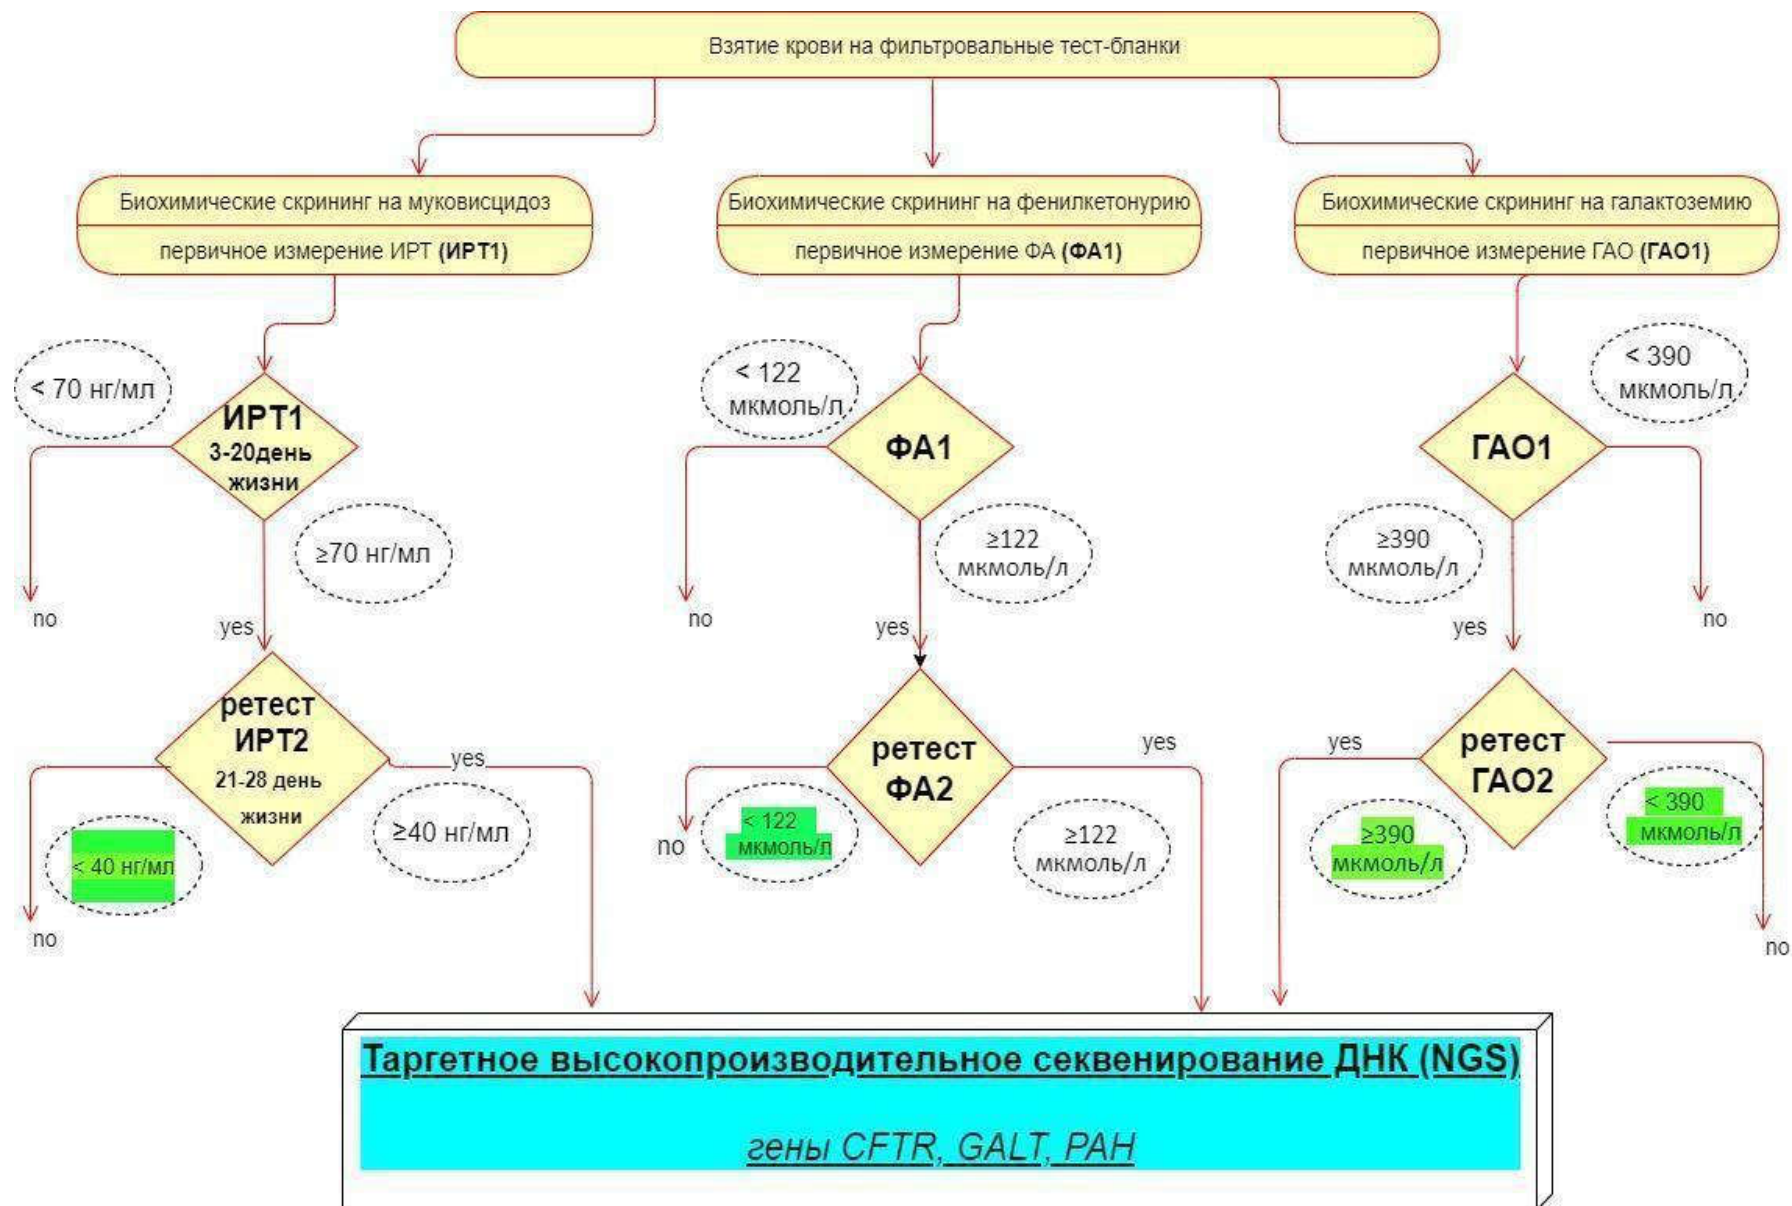 Взятие крови на фильтровальные тест-бланки
Биохимические скрининг на муковисцидоз
первичное измерение ИРТ (ИРТ1)
Биохимические скрининг на фенилкетонурию
первичное измерение ФА (ФА1)
Биохимические скрининг на галактоземию
первичное измерение ГАО (ГАО1)
< 70 нг/мл
ИРТ1
3-20день
жизни
≥70 нг/мл
no
yes
< 122
мкмоль/л
ФА1
≥122
мкмоль/л
no
yes
< 390
мкмоль/л
ГАО1
≥390
мкмоль/л
yes
no
ретест
ИРТ2
21-28 день
жизни
yes
≥40 нг/мл
< 40 нг/мл
no
ретест
ФА2
yes
no
< 122
мкмоль/л
≥122
мкмоль/л
yes
ретест
ГАО2
≥390
мкмоль/л
< 390
мкмоль/л
no
Таргетное высокопроизводительное секвенирование ДНК (NGS)
гены CFTR, GALT, PAH